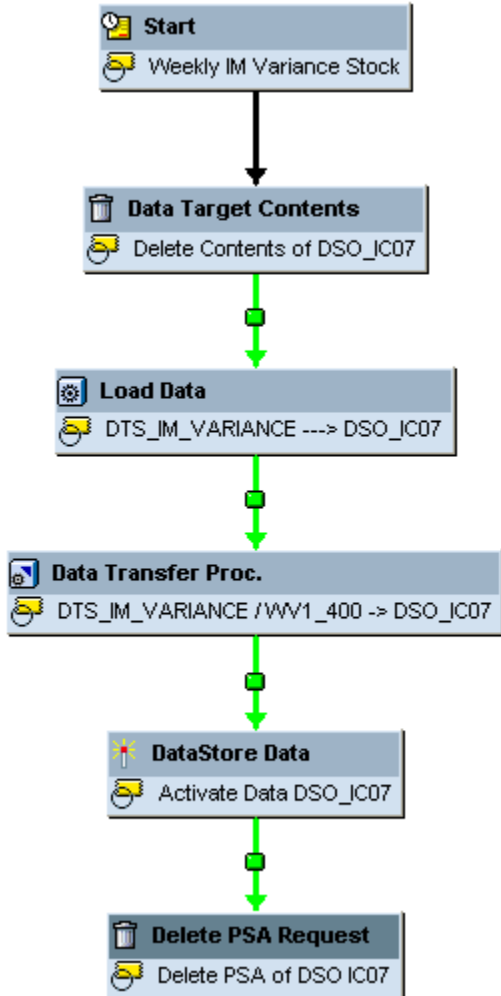 Start
Weekly IM Variance Stock
Data Target Contents
Delete Contents of DSO_IC07
Load Data
DTS_IM_VARIANCE ---> DSO_IC07
Data Transfer Proc.
DTS_IM_VARIANCE / WV1_400 -> DSO_IC07
DataStore Data
Activate Data DSO_IC07
Delete PSA Request
Delete PSA of DSO IC07